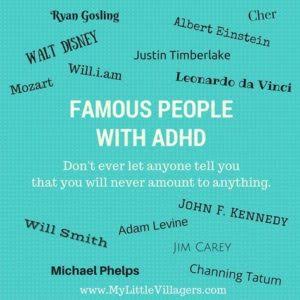 Ryan Gosling
Cher
Albert Einstein
WALT DISNEY
Justin Timberlake
Mozart
Will.i.am
Leonardo da Vinci
FAMOUS PEOPLE
WITH ADHD
Don't ever let anyone tell you
that you will never amount to anything.
JOHN F. KENNEDY
Will Smith
Adam Levine
JIM CAREY
Michael Phelps
Channing Tatum
www.MyLittleVillagers.com